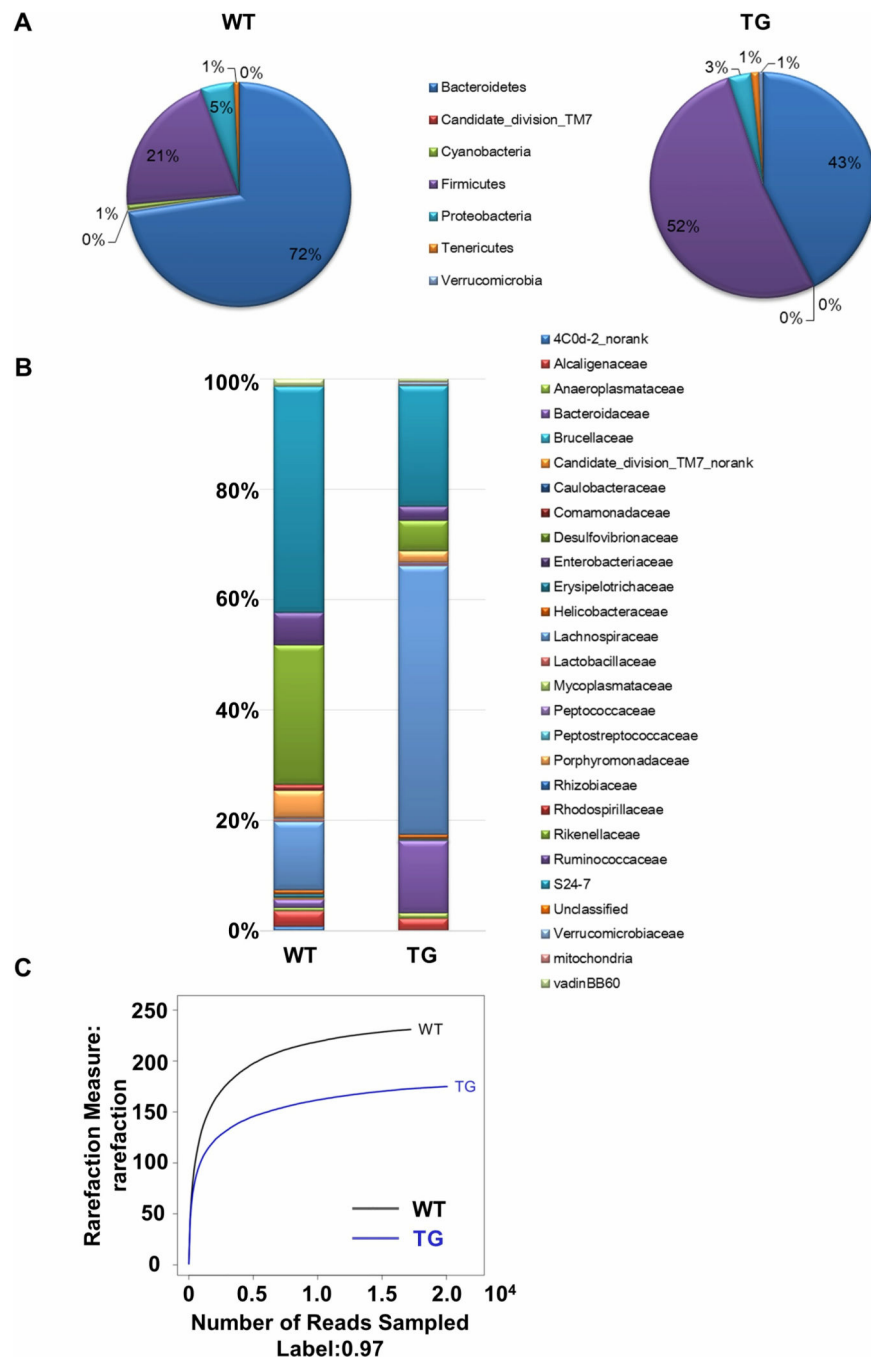 A
WT
TG
1%
0%
5%
21%
1%
0%
72%
Bacteroidetes
Candidate_division_TM7
Cyanobacteria
Firmicutes
Proteobacteria
Tenericutes
Verrucomicrobia
1%
1%
3%
43%
52%
0%
0%
B
100%
80%
60%
40%
20%
0%
WT
TG
4C0d-2_norank
Alcaligenaceae
Anaeroplasmataceae
Bacteroidaceae
Brucellaceae
Candidate_division_TM7_norank
Caulobacteraceae
Comamonadaceae
Desulfovibrionaceae
Enterobacteriaceae
Erysipelotrichaceae
Helicobacteraceae
Lachnospiraceae
Lactobacillaceae
Mycoplasmataceae
Peptococcaceae
Peptostreptococcaceae
Porphyromonadaceae
Rhizobiaceae
Rhodospirillaceae
Rikenellaceae
Ruminococcaceae
S24-7
Unclassified
Verrucomicrobiaceae
mitochondria
vadinBB60
C
Rarefaction Measure:
rarefaction
250
200
150
100
50
0
WT
TG
WT
TG
0 0.5 1.0 1.5 2.0 10⁴
Number of Reads Sampled
Label:0.97